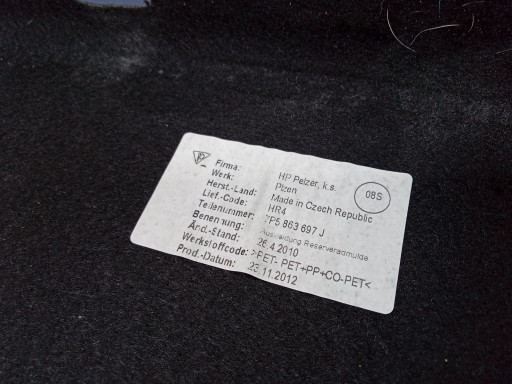 Firma: HP Pelzer, k.s.
Werk: Plzen
Herst.-Land: Made in Czech Republic
Lief.-Code: HR4
Teilenummer: 7P5 863 697 J
Benennung: Auskleidung Reserveradmulde
Änd.-Stand: 26.4.2010
Werkstoffcode: >PET- PET+PP+CO-PET<
Prod.-Datum: 23.11.2012
08S